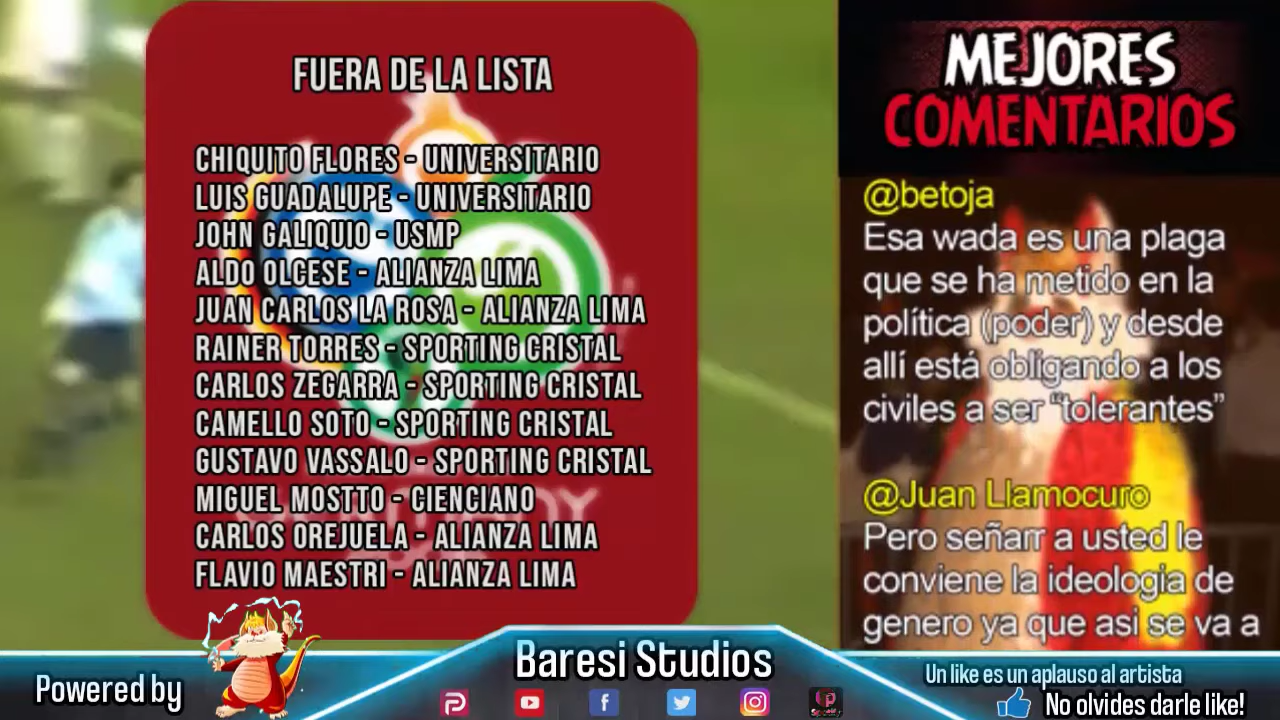 FUERA DE LA LISTA
CHIQUITO FLORES - UNIVERSITARIO
LUIS GUADALUPE - UNIVERSITARIO
JOHN GALIQUIO - USMP
ALDO OLCESE - ALIANZA LIMA
JUAN CARLOS LA ROSA - ALIANZA LIMA
RAINER TORRES - SPORTING CRISTAL
CARLOS ZEGARRA - SPORTING CRISTAL
CAMELLO SOTO - SPORTING CRISTAL
GUSTAVO VASSALO - SPORTING CRISTAL
MIGUEL MOSTTO - CIENCIANO
CARLOS OREJUELA - ALIANZA LIMA
FLAVIO MAESTRI - ALIANZA LIMA
MEJORES
COMENTARIOS
@betoja
Esa wada es una plaga
que se ha metido en la
política (poder) y desde
allí está obligando a los
civiles a ser “tolerantes”
@Juan Llamocuro
Pero señarr a usted le
conviene la ideologia de
genero ya que asi se va a
Powered by
Baresi Studios
Un like es un aplauso al artista
No olvides darle like!